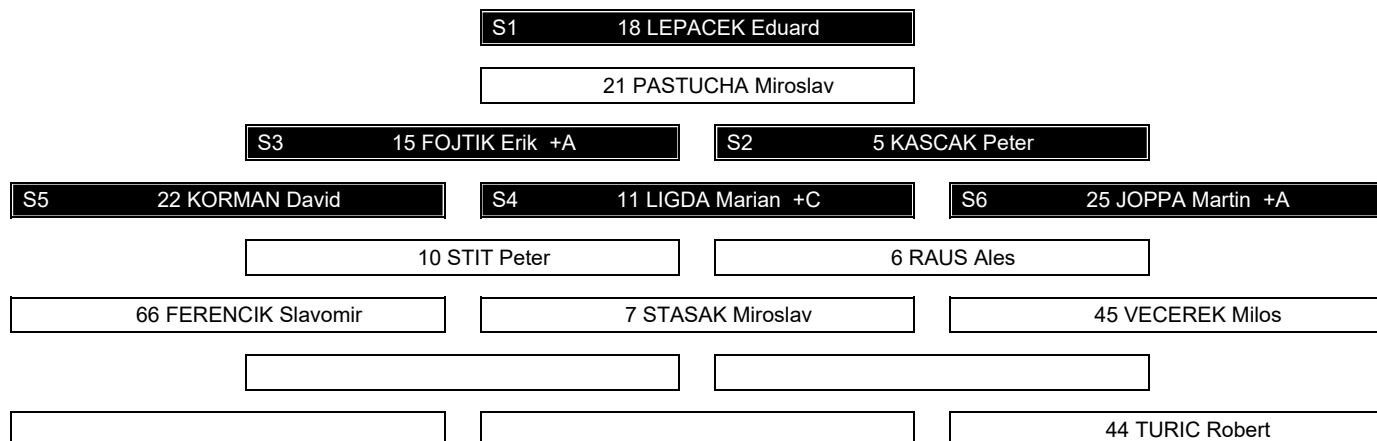 S1 18 LEPACEK Eduard
21 PASTUCHA Miroslav
S3 15 FOJTIK Erik +A
S2 5 KASCAK Peter
S5 22 KORMAN David
S4 11 LIGDA Marian +C
S6 25 JOPPA Martin +A
10 STIT Peter
6 RAUS Ales
66 FERENCIK Slavomir
7 STASAK Miroslav
45 VECEREK Milos
44 TURIC Robert